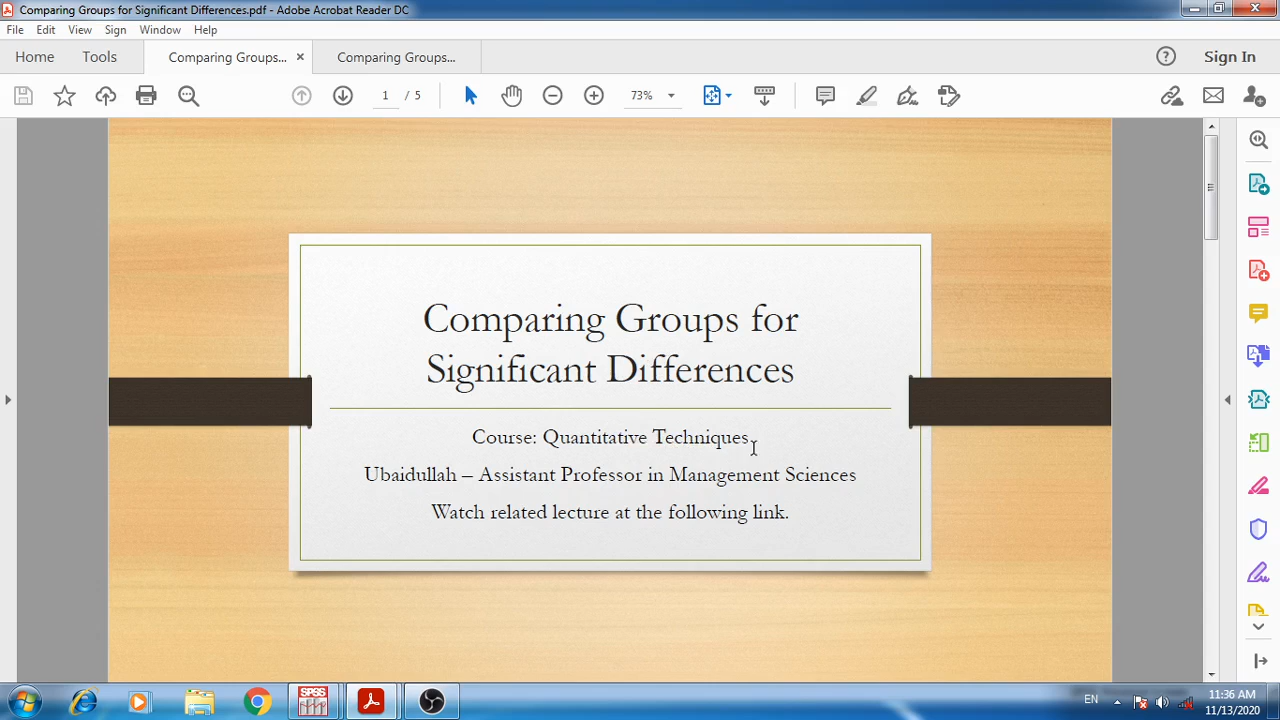 Comparing Groups for Significant Differences.pdf - Adobe Acrobat Reader DC
File Edit View Sign Window Help
Home Tools Comparing Groups... × Comparing Groups... Sign In
1 / 5 73%
Comparing Groups for
Significant Differences
Course: Quantitative Techniques
Ubaidullah – Assistant Professor in Management Sciences
Watch related lecture at the following link.
SPSS
EN
11:36 AM
11/13/2020